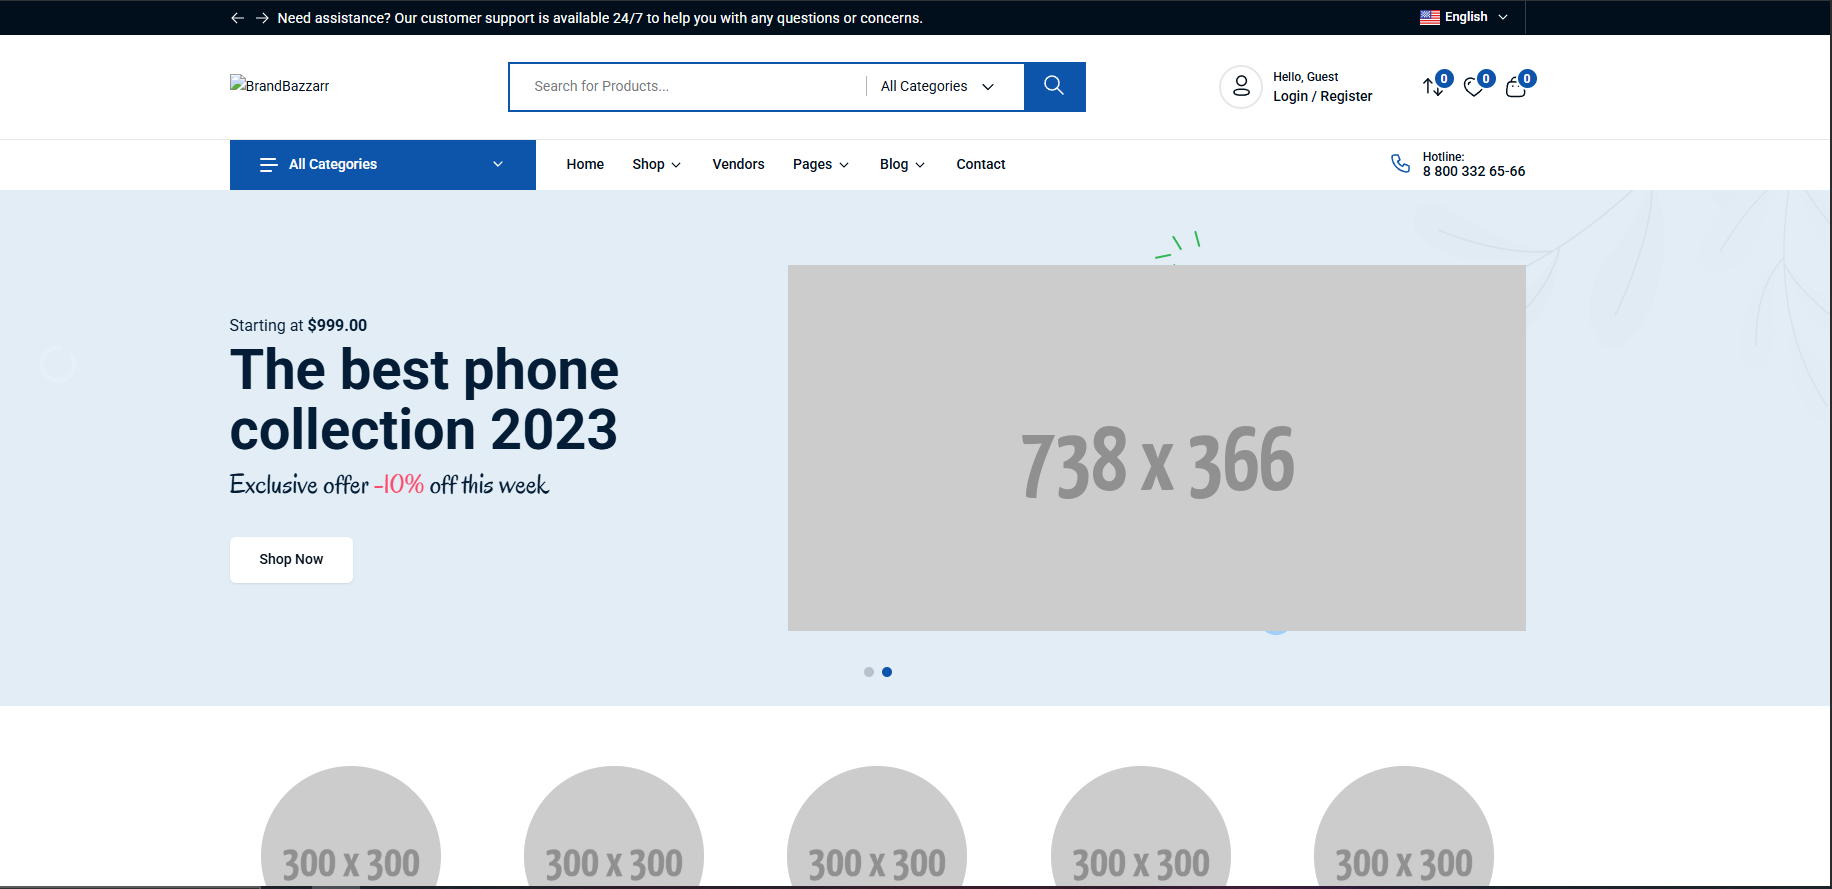 Need assistance? Our customer support is available 24/7 to help you with any questions or concerns.
English
BrandBazzarr
Search for Products...
All Categories
Hello, Guest
Login / Register
0
0
0
All Categories
Home
Shop
Vendors
Pages
Blog
Contact
Hotline:
8 800 332 65-66
Starting at $999.00
The best phone
collection 2023
Exclusive offer -10% off this week
Shop Now
738 x 366
300 x 300
300 x 300
300 x 300
300 x 300
300 x 300